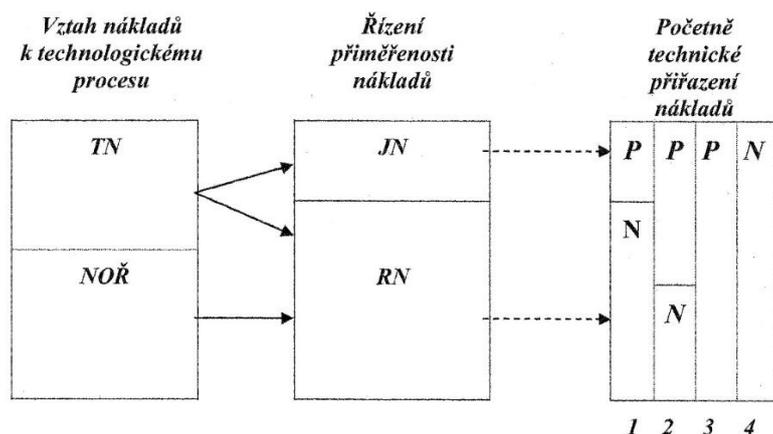 Vztah nákladů
k technologickému
procesu
Řízení
přiměřenosti
nákladů
Početně
technické
přiřazení
nákladů
TN
JN
P P P N
N
NOŘ
RN
N
1 2 3 4